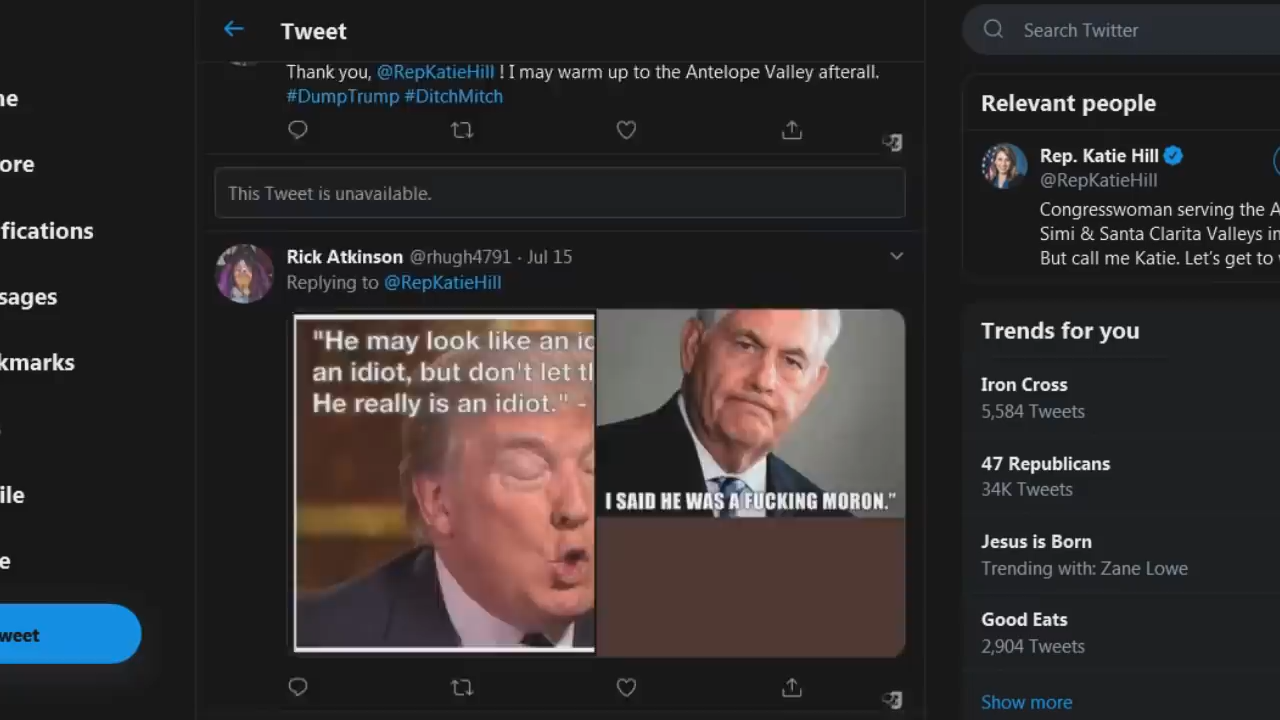 Tweet
Thank you, @RepKatieHill ! I may warm up to the Antelope Valley afterall.
#DumpTrump #DitchMitch
This Tweet is unavailable.
Rick Atkinson @rhugh4791 · Jul 15
Replying to @RepKatieHill
"He may look like an
an idiot, but don't let
He really is an idiot." -
I SAID HE WAS A FUCKING MORON."
ne
ore
fications
sages
kmarks
ile
e
weet
Search Twitter
Relevant people
Rep. Katie Hill
@RepKatieHill
Congresswoman serving the
Simi & Santa Clarita Valleys
But call me Katie. Let's get to
Trends for you
Iron Cross
5,584 Tweets
47 Republicans
34K Tweets
Jesus is Born
Trending with: Zane Lowe
Good Eats
2,904 Tweets
Show more